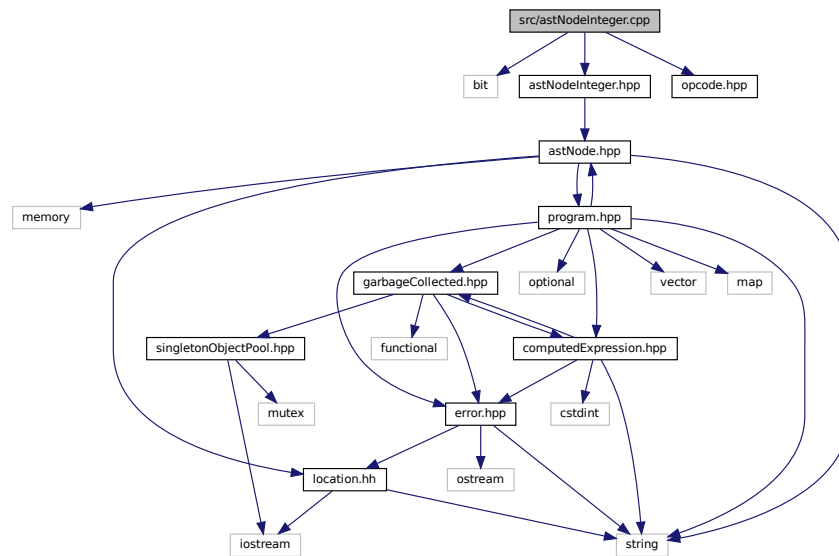 src/astNodeInteger.cpp
bit
astNodeInteger.hpp
opcode.hpp
astNode.hpp
memory
program.hpp
garbageCollected.hpp
optional
vector
map
singletonObjectPool.hpp
functional
computedExpression.hpp
mutex
error.hpp
cstdint
location.hh
ostream
iostream
string